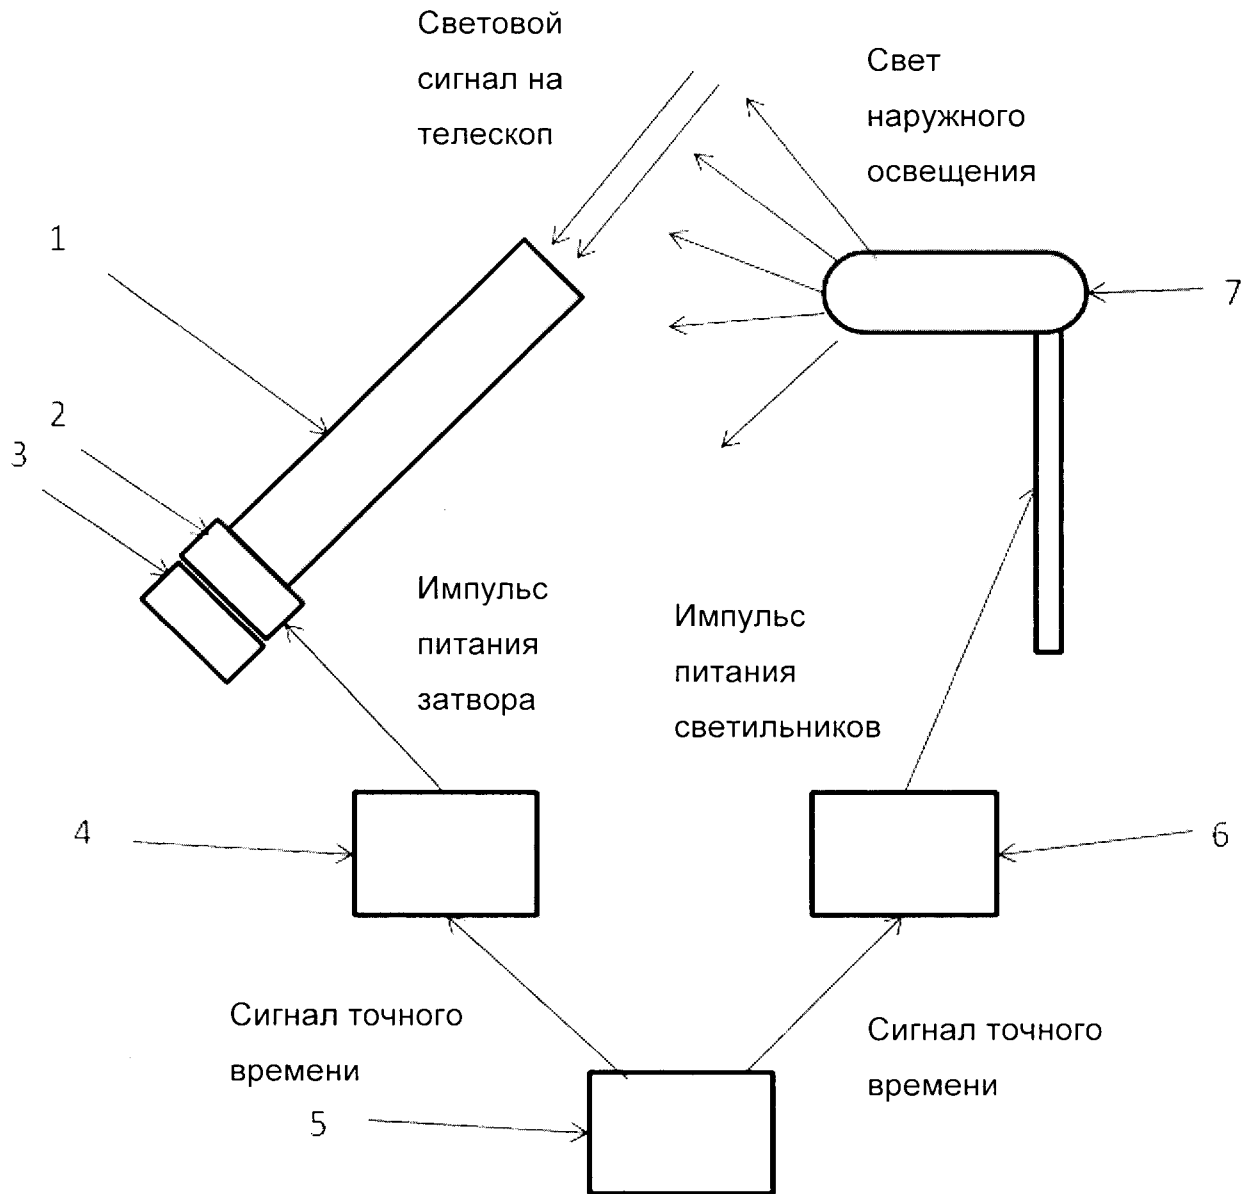 Световой
сигнал на
телескоп
Свет
наружного
освещения
1
7
2
3
Импульс
питания
затвора
Импульс
питания
светильников
4
6
Сигнал точного
времени
Сигнал точного
времени
5